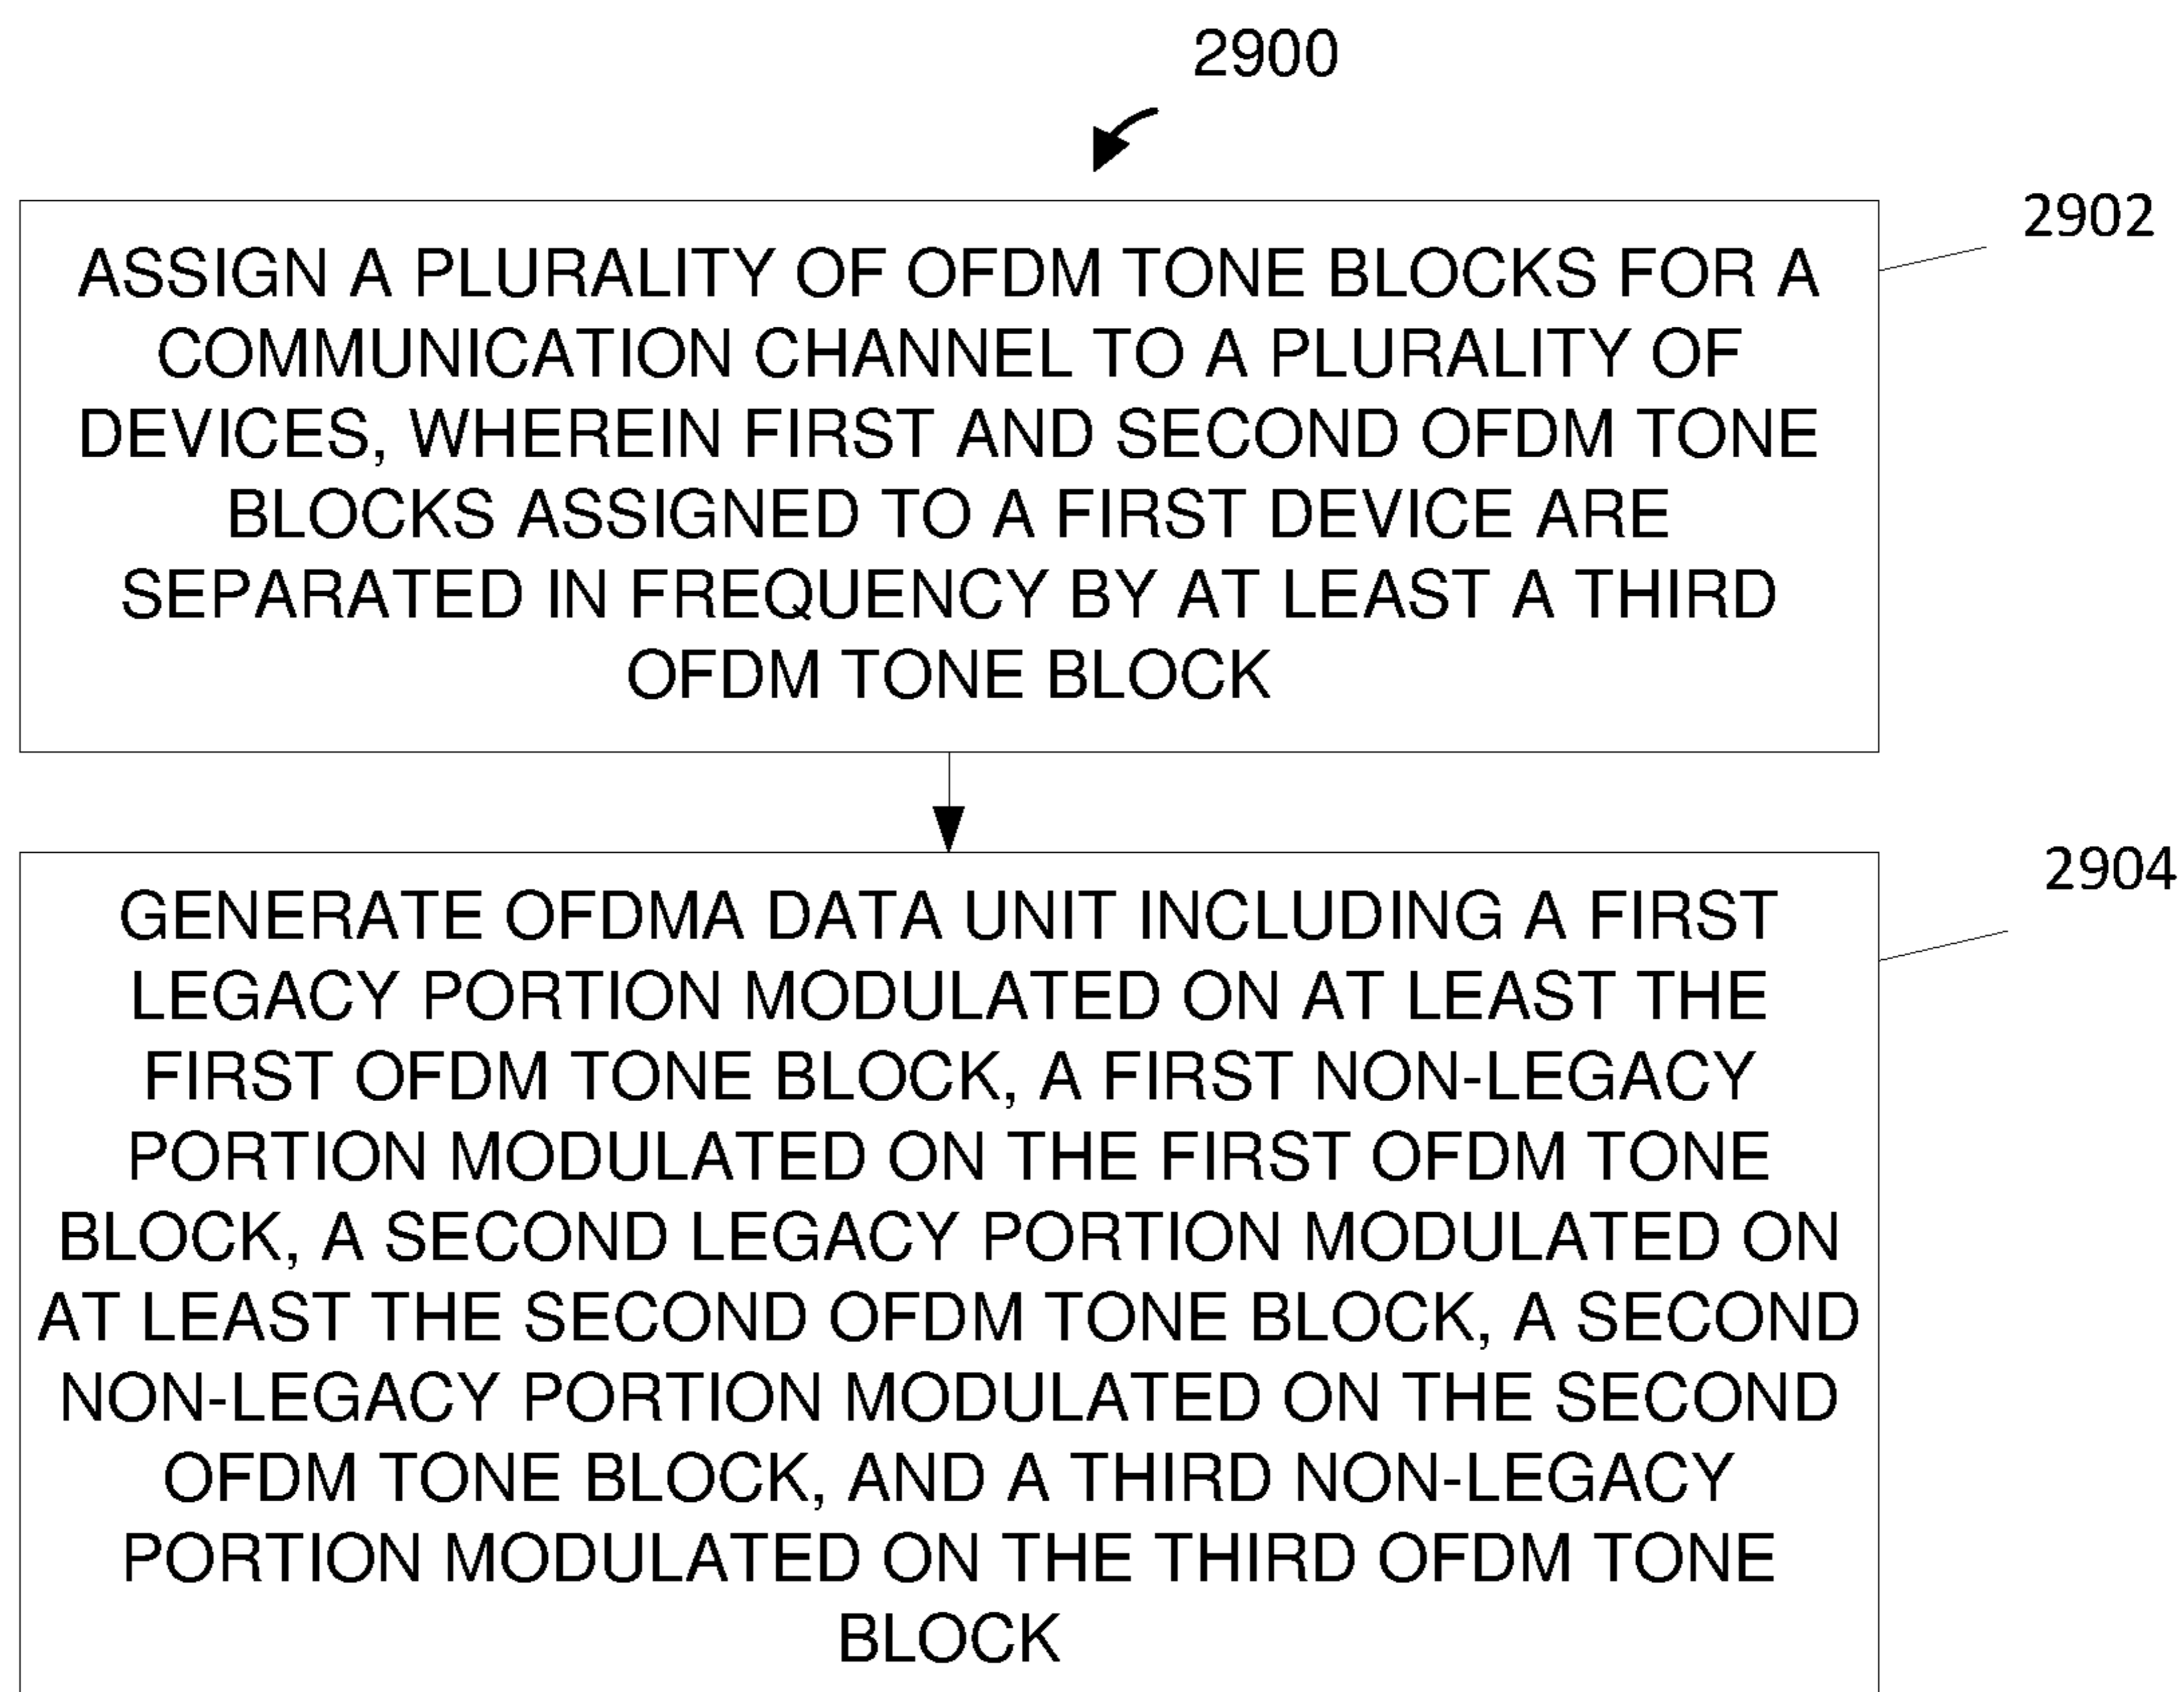 2900
2902
ASSIGN A PLURALITY OF OFDM TONE BLOCKS FOR A
COMMUNICATION CHANNEL TO A PLURALITY OF
DEVICES, WHEREIN FIRST AND SECOND OFDM TONE
BLOCKS ASSIGNED TO A FIRST DEVICE ARE
SEPARATED IN FREQUENCY BY AT LEAST A THIRD
OFDM TONE BLOCK
2904
GENERATE OFDMA DATA UNIT INCLUDING A FIRST
LEGACY PORTION MODULATED ON AT LEAST THE
FIRST OFDM TONE BLOCK, A FIRST NON-LEGACY
PORTION MODULATED ON THE FIRST OFDM TONE
BLOCK, A SECOND LEGACY PORTION MODULATED ON
AT LEAST THE SECOND OFDM TONE BLOCK, A SECOND
NON-LEGACY PORTION MODULATED ON THE SECOND
OFDM TONE BLOCK, AND A THIRD NON-LEGACY
PORTION MODULATED ON THE THIRD OFDM TONE
BLOCK